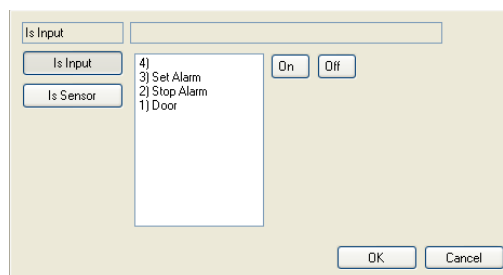 Is Input
Is Input
Is Sensor
4)
3) Set Alarm
2) Stop Alarm
1) Door
On Off
OK Cancel